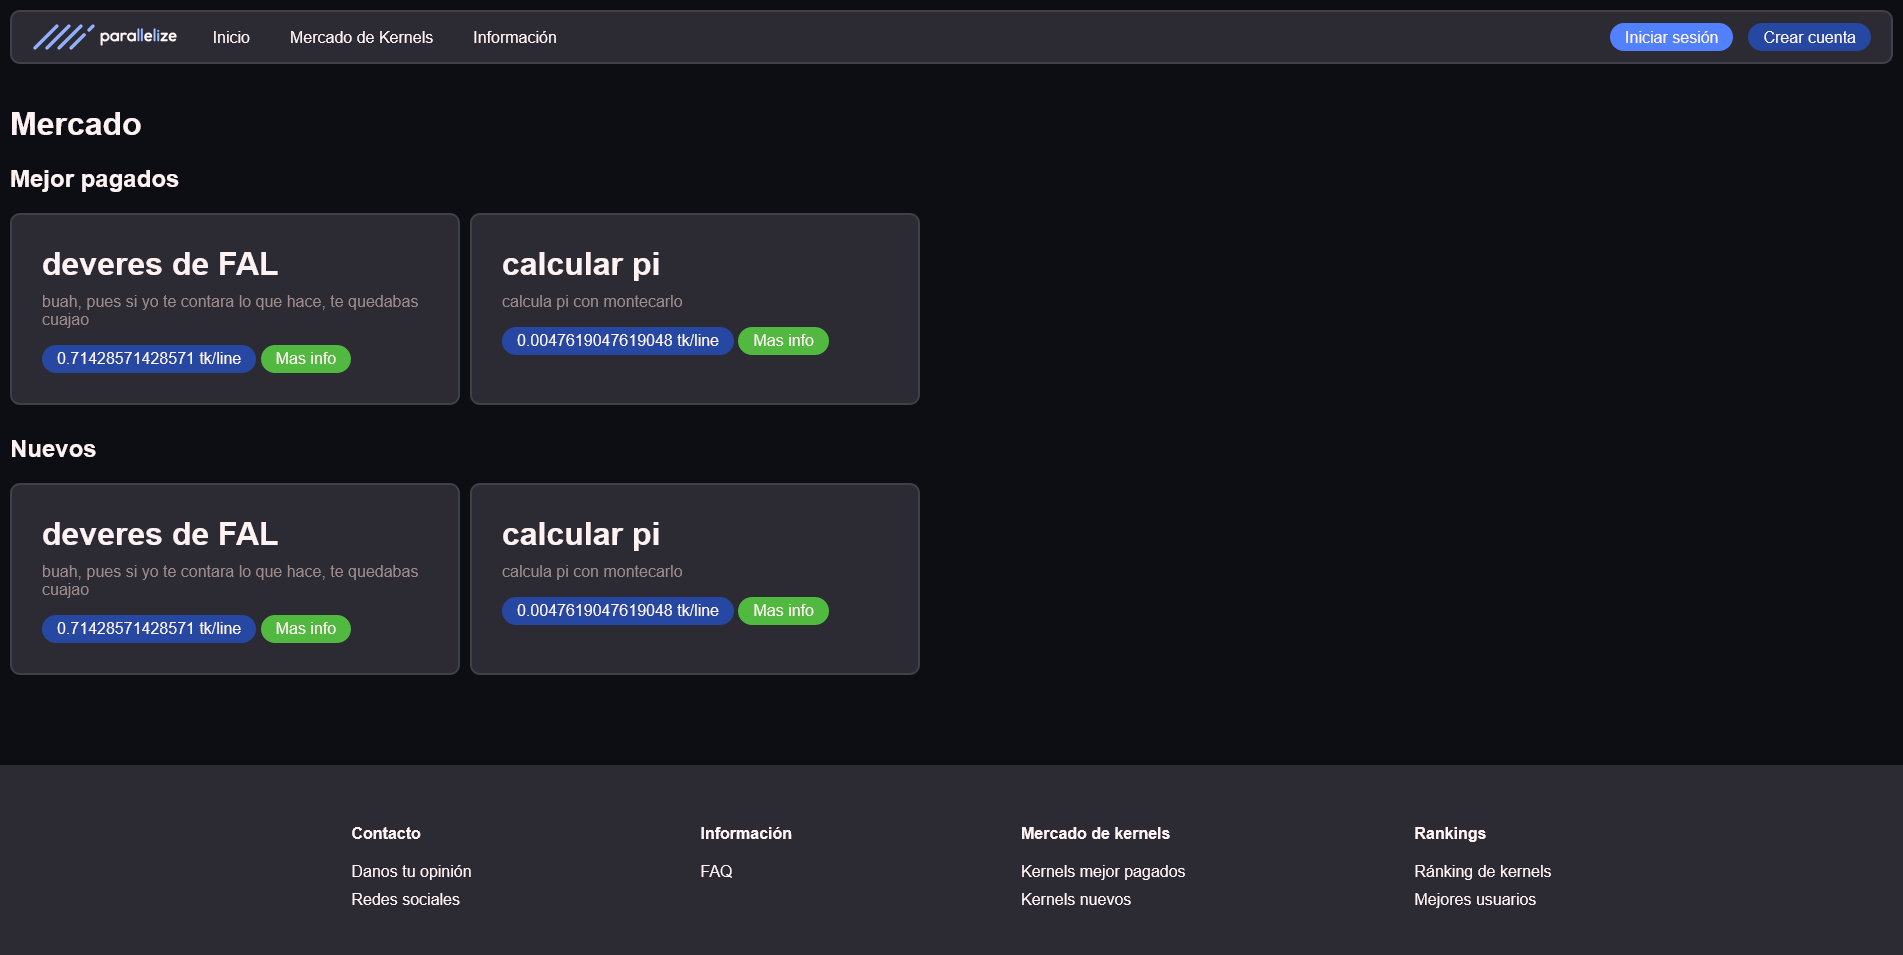 parallelize
Inicio
Mercado de Kernels
Información
Iniciar sesión
Crear cuenta
Mercado
Mejor pagados
deveres de FAL
buah, pues si yo te contara lo que hace, te quedabas
cuajao
0.71428571428571 tk/line
Mas info
calcular pi
calcula pi con montecarlo
0.0047619047619048 tk/line
Mas info
Nuevos
deveres de FAL
buah, pues si yo te contara lo que hace, te quedabas
cuajao
0.71428571428571 tk/line
Mas info
calcular pi
calcula pi con montecarlo
0.0047619047619048 tk/line
Mas info
Contacto
Danos tu opinión
Redes sociales
Información
FAQ
Mercado de kernels
Kernels mejor pagados
Kernels nuevos
Rankings
Ránking de kernels
Mejores usuarios